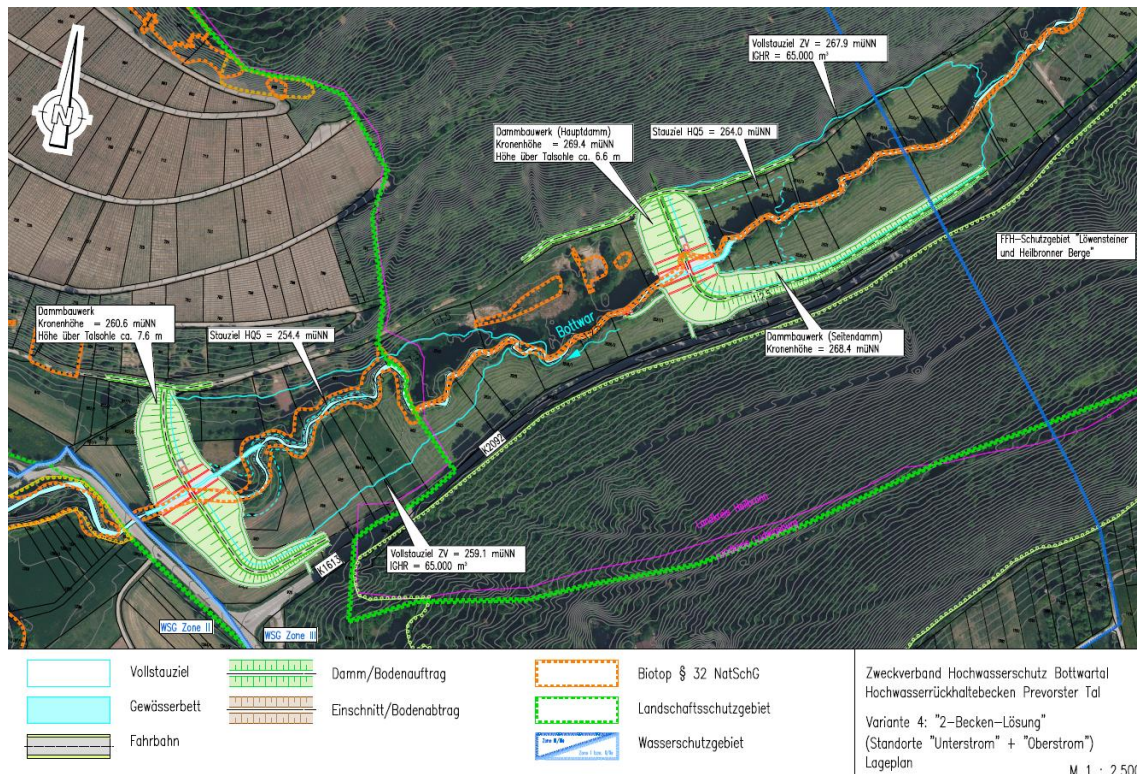 N
Vollstauziel ZV = 267.9 müNN
IGHR = 65.000 m³
Dammbauwerk (Hauptdamm)
Kronenhöhe = 269.4 müNN
Höhe über Talsohle ca. 6.6 m
Stauziel HQ5 = 264.0 müNN
FFH-Schutzgebiet "Löwensteiner
und Heilbronner Berge"
Dammbauwerk
Kronenhöhe = 260.6 müNN
Höhe über Talsohle ca. 7.6 m
Stauziel HQ5 = 254.4 müNN
Bottwar
Dammbauwerk (Seitendamm)
Kronenhöhe = 268.4 müNN
K2092
Landkreis Heilbronn
Vollstauziel ZV = 259.1 müNN
IGHR = 65.000 m³
K1613
WSG Zone II
WSG Zone III
Vollstauziel
Gewässerbett
Fahrbahn
Damm/Bodenauftrag
Einschnitt/Bodenabtrag
Biotop § 32 NatSchG
Landschaftsschutzgebiet
Wasserschutzgebiet
Zweckverband Hochwasserschutz Bottwartal
Hochwasserrückhaltebecken Prevorster Tal
Variante 4: "2-Becken-Lösung"
(Standorte "Unterstrom" + "Oberstrom")
Lageplan
M 1 : 2.500